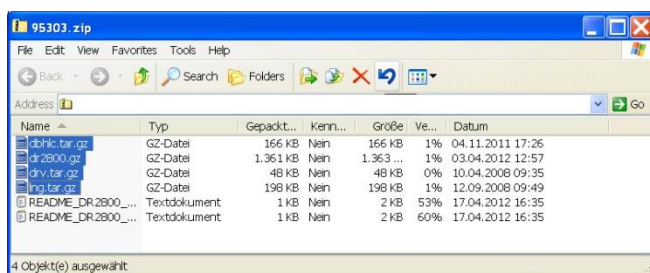 95303.zip
File Edit View Favorites Tools Help
Back Search Folders
Address Go
Name Typ Gepackt... Kenn... Größe Ve... Datum
dbhlc.tar.gz GZ-Datei 166 KB Nein 166 KB 1% 04.11.2011 17:26
dr2800.gz GZ-Datei 1.361 KB Nein 1.363 ... 1% 03.04.2012 12:57
drv.tar.gz GZ-Datei 48 KB Nein 48 KB 0% 10.04.2008 09:35
lng.tar.gz GZ-Datei 198 KB Nein 198 KB 1% 12.09.2008 09:49
README_DR2800_... Textdokument 1 KB Nein 2 KB 53% 17.04.2012 16:35
README_DR2800_... Textdokument 1 KB Nein 2 KB 60% 17.04.2012 16:35
4 Objekt(e) ausgewählt